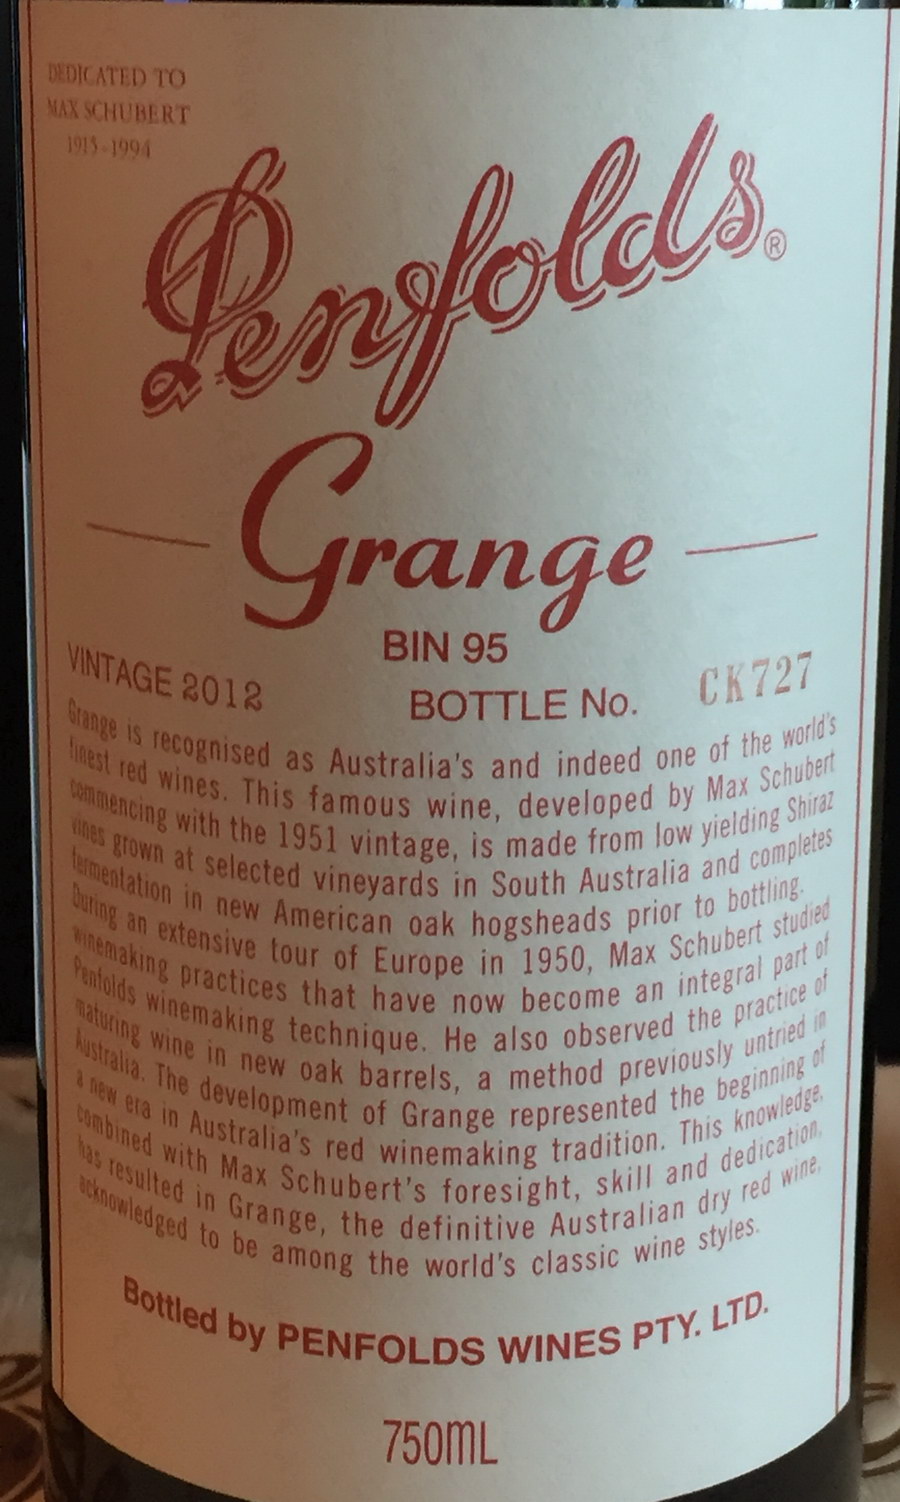 DEDICATED TO
MAX SCHUBERT
1915-1994
Penfolds®
Grange
BIN 95
VINTAGE 2012 BOTTLE No. CK727
Grange is recognised as Australia's and indeed one of the world's
finest red wines. This famous wine, developed by Max Schubert
commencing with the 1951 vintage, is made from low yielding Shiraz
vines grown at selected vineyards in South Australia and completes
fermentation in new American oak hogsheads prior to bottling.
During an extensive tour of Europe in 1950, Max Schubert studied
winemaking practices that have now become an integral part of
Penfolds winemaking technique. He also observed the practice of
maturing wine in new oak barrels, a method previously untried in
Australia. The development of Grange represented the beginning of
a new era in Australia's red winemaking tradition. This knowledge,
combined with Max Schubert's foresight, skill and dedication,
has resulted in Grange, the definitive Australian dry red wine,
acknowledged to be among the world's classic wine styles.
Bottled by PENFOLDS WINES PTY. LTD.
750mL